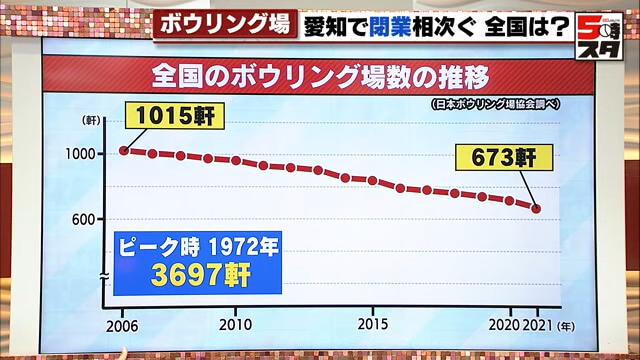 ボウリング場 愛知で閉業相次ぐ 全国は?
5時スタ
全国のボウリング場数の推移
(日本ボウリング場協会調べ)
(軒)
1015軒
1000
673軒
600
ピーク時 1972年
3697軒
2006
2010
2015
2020
2021(年)